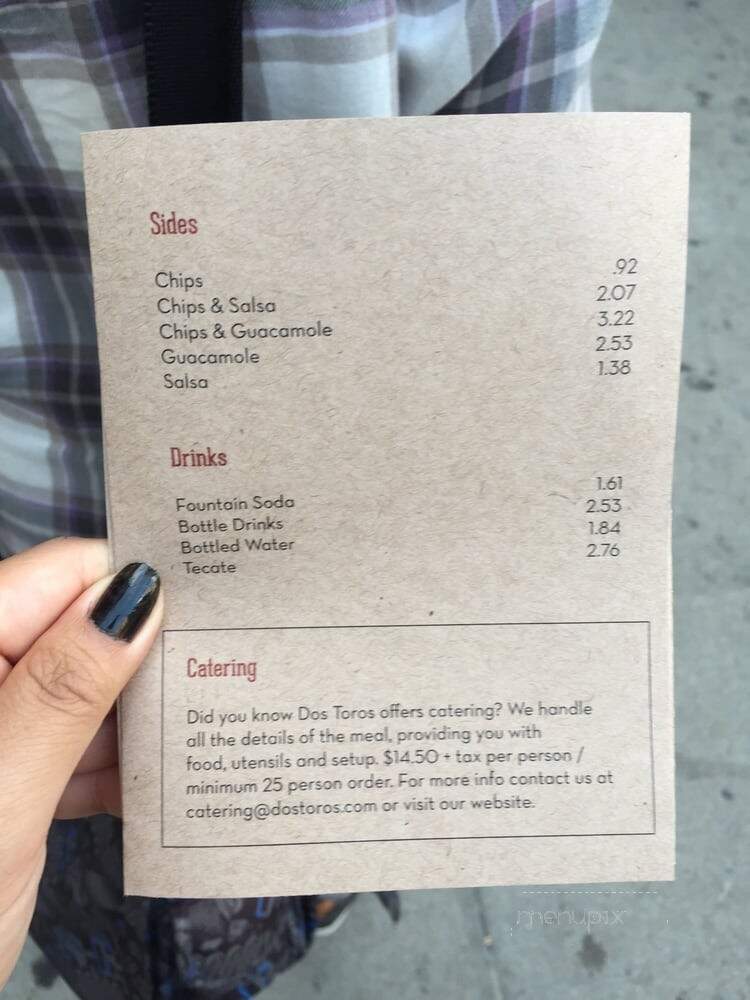 Sides
Chips .92
Chips & Salsa 2.07
Chips & Guacamole 3.22
Guacamole 2.53
Salsa 1.38
Drinks
Fountain Soda 1.61
Bottle Drinks 2.53
Bottled Water 1.84
Tecate 2.76
Catering
Did you know Dos Toros offers catering? We handle
all the details of the meal, providing you with
food, utensils and setup. $14.50 + tax per person /
minimum 25 person order. For more info contact us at
catering@dostoros.com or visit our website.
menupix